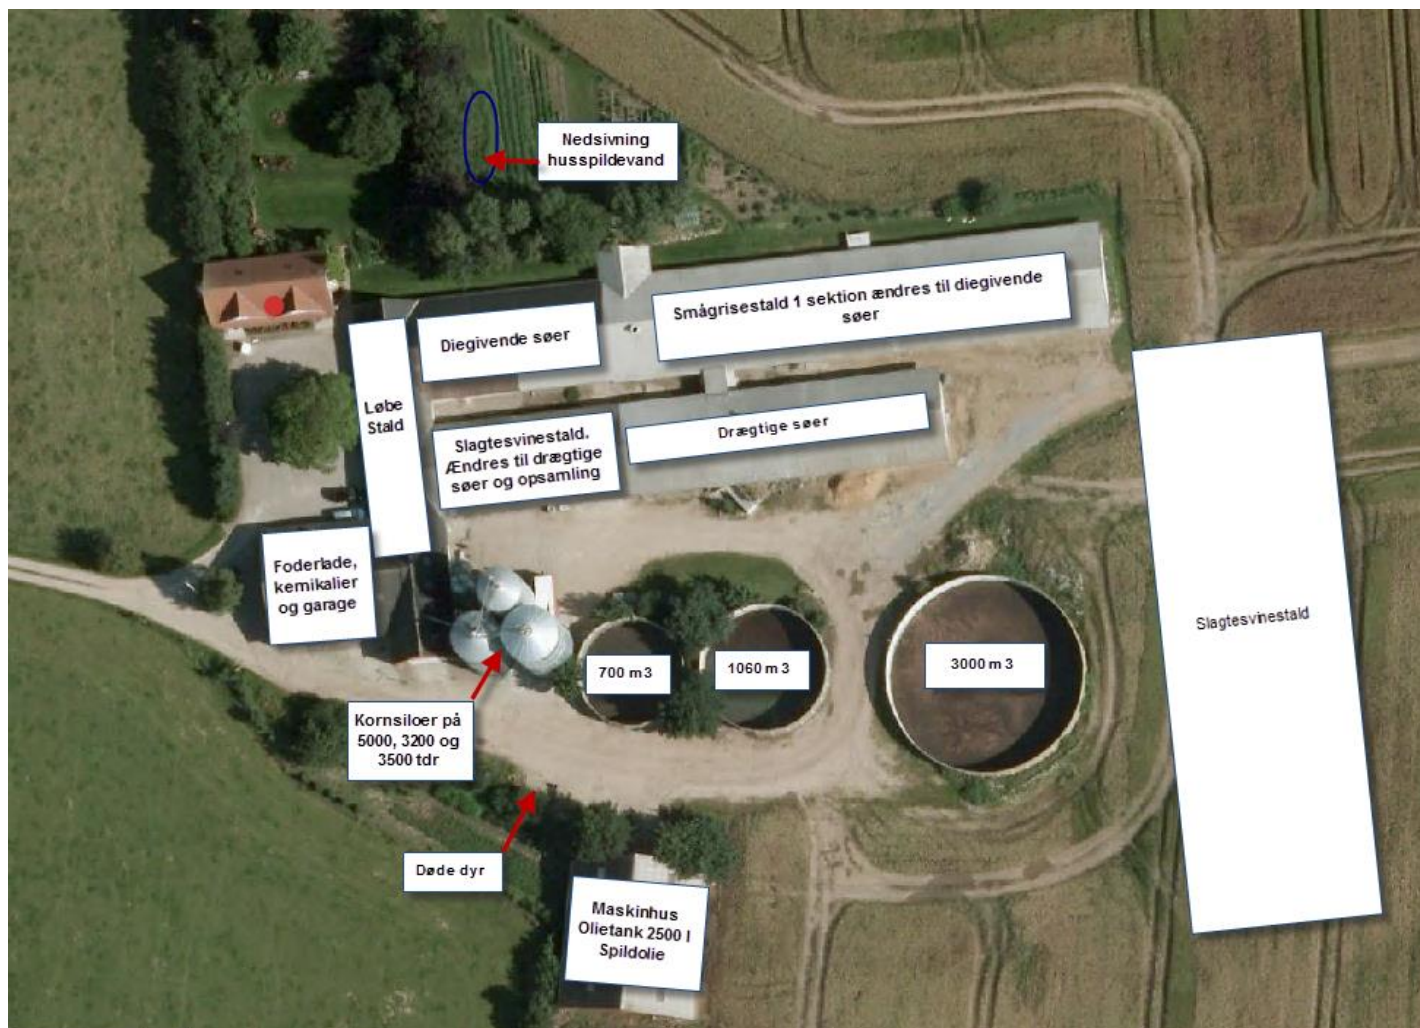 Nedsivning
husspildevand
Smågrisestald 1 sektion ændres til diegivende
søer
Diegivende søer
Løbe
Stald
Slagtesvinestald.
Ændres til drægtige
søer og opsamling
Drægtige søer
Foderlade,
kemikalier
og garage
Slagtesvinestald
700 m3
1060 m3
3000 m3
Kornsiloer på
5000, 3200 og
3500 tdr
Døde dyr
Maskinhus
Olietank 2500 l
Spildolie